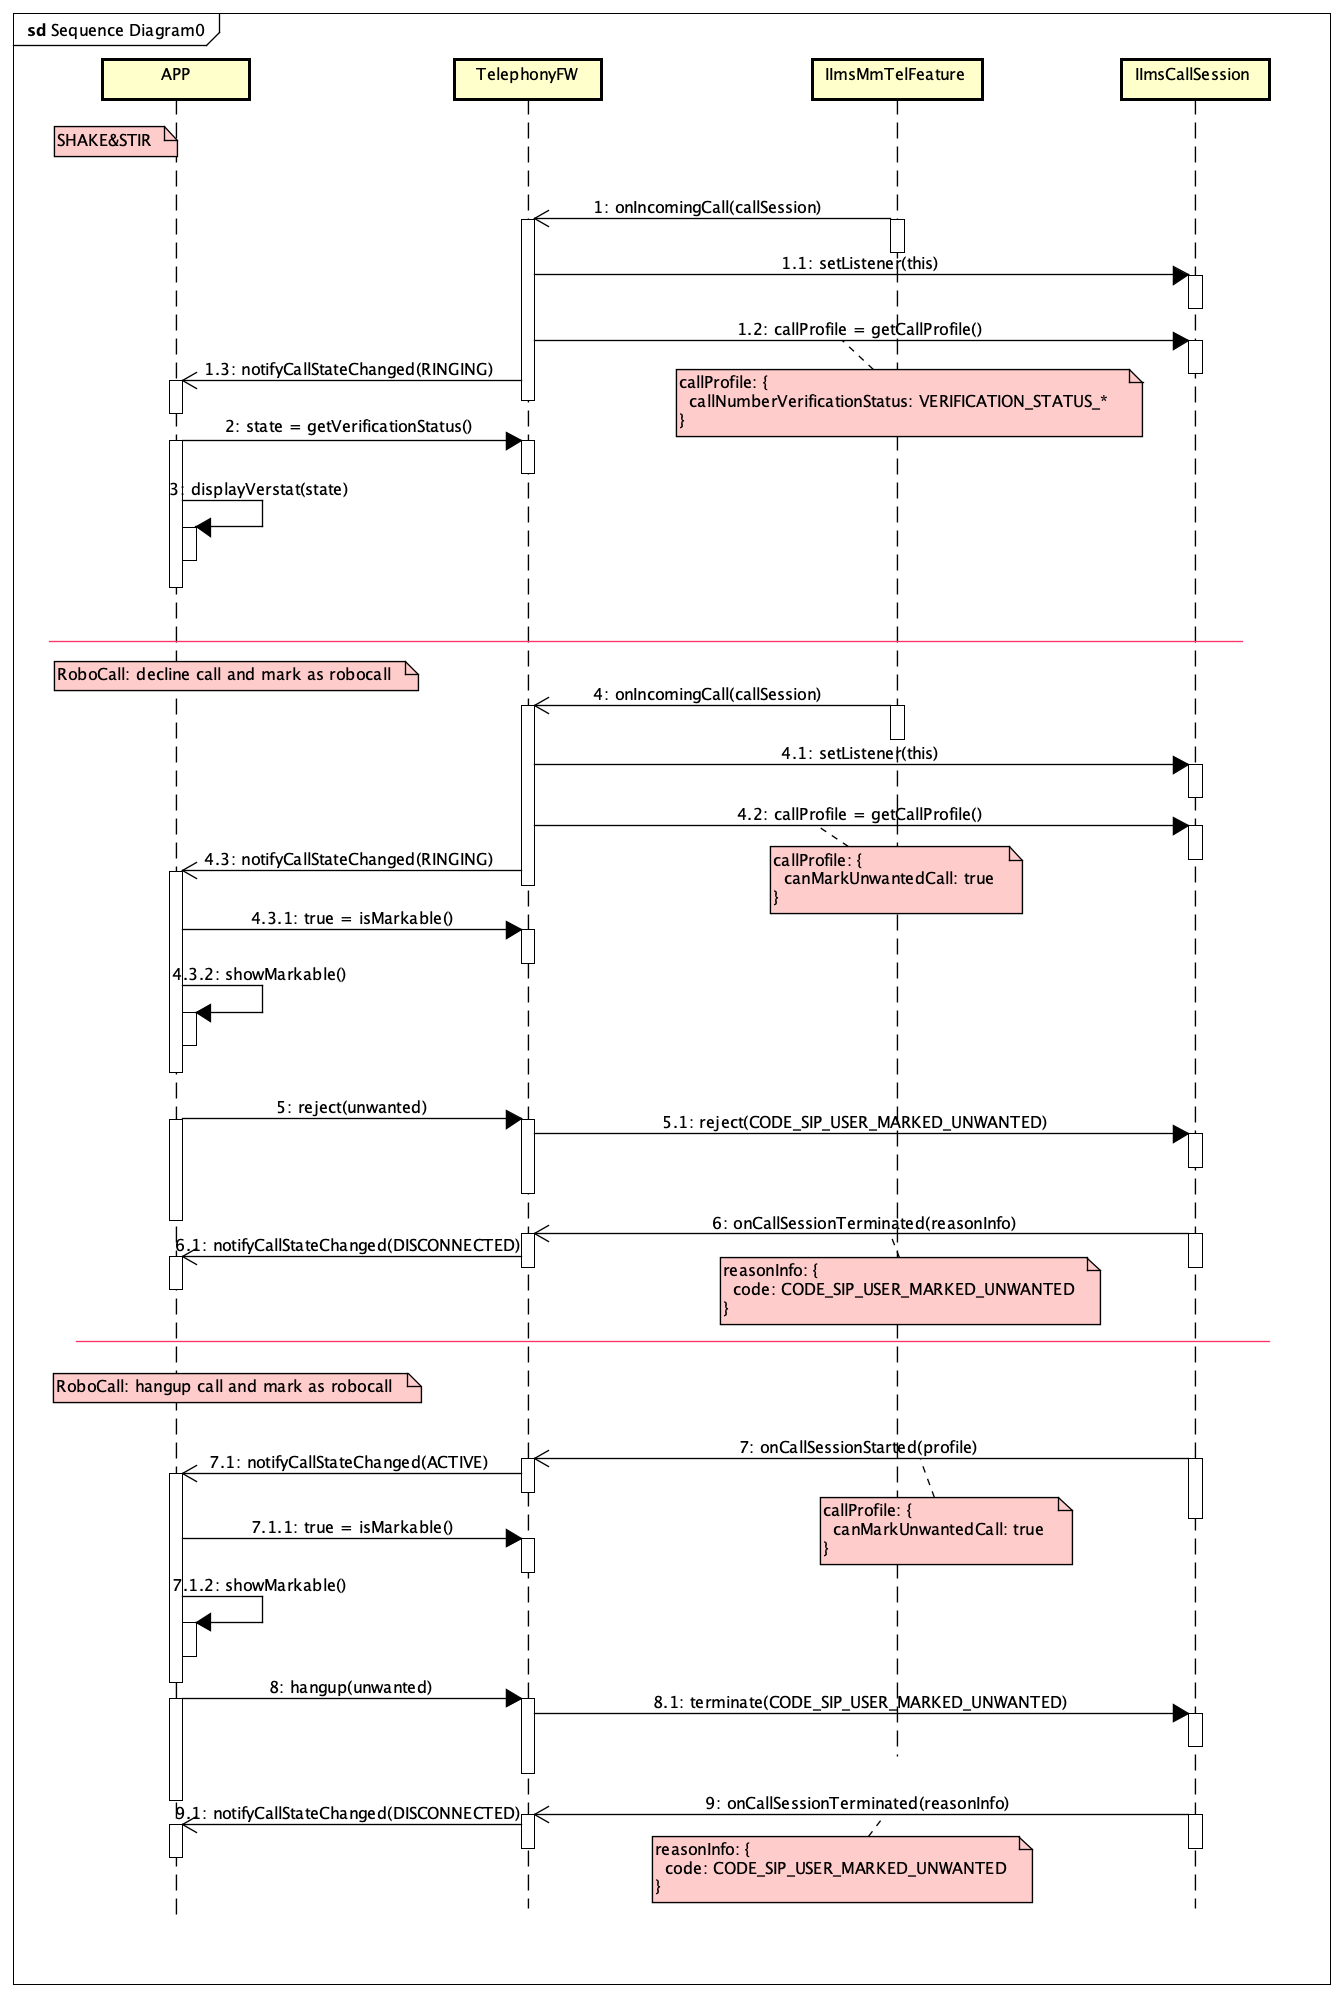 sd Sequence Diagram0
APP
TelephonyFW
IImsMmTelFeature
IImsCallSession
SHAKE&STIR
1: onIncomingCall(callSession)
1.1: setListener(this)
1.2: callProfile = getCallProfile()
1.3: notifyCallStateChanged(RINGING)
callProfile: {
callNumberVerificationStatus: VERIFICATION_STATUS_*
}
2: state = getVerificationStatus()
3: displayVerstat(state)
RoboCall: decline call and mark as robocall
4: onIncomingCall(callSession)
4.1: setListener(this)
4.2: callProfile = getCallProfile()
4.3: notifyCallStateChanged(RINGING)
callProfile: {
canMarkUnwantedCall: true
}
4.3.1: true = isMarkable()
4.3.2: showMarkable()
5: reject(unwanted)
5.1: reject(CODE_SIP_USER_MARKED_UNWANTED)
6: onCallSessionTerminated(reasonInfo)
6.1: notifyCallStateChanged(DISCONNECTED)
reasonInfo: {
code: CODE_SIP_USER_MARKED_UNWANTED
}
RoboCall: hangup call and mark as robocall
7: onCallSessionStarted(profile)
7.1: notifyCallStateChanged(ACTIVE)
callProfile: {
canMarkUnwantedCall: true
}
7.1.1: true = isMarkable()
7.1.2: showMarkable()
8: hangup(unwanted)
8.1: terminate(CODE_SIP_USER_MARKED_UNWANTED)
9: onCallSessionTerminated(reasonInfo)
9.1: notifyCallStateChanged(DISCONNECTED)
reasonInfo: {
code: CODE_SIP_USER_MARKED_UNWANTED
}